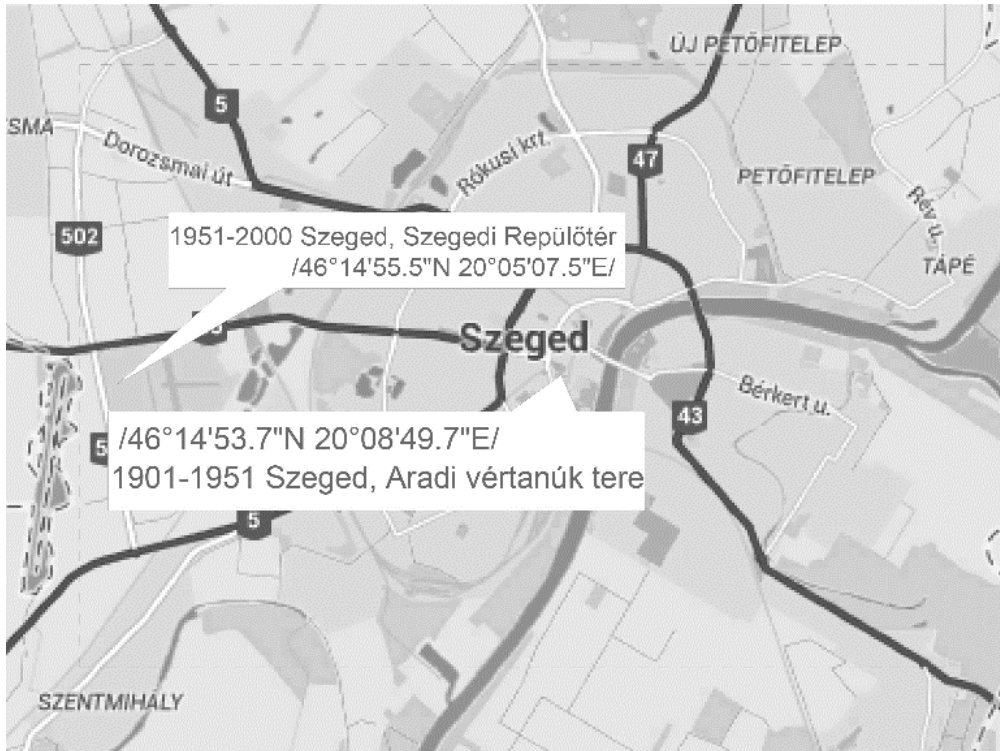 ÚJ PETŐFITELEP
5
47
SMA
Dorozsmai út
Rókusi krt.
PETŐFITELEP
Rév u.
TÁPÉ
502
1951-2000 Szeged, Szegedi Repülőtér
/46°14'55.5"N 20°05'07.5"E/
Szeged
Bérkert u.
43
/46°14'53.7"N 20°08'49.7"E/
1901-1951 Szeged, Aradi vértanúk tere
5
5
SZENTMIHÁLY